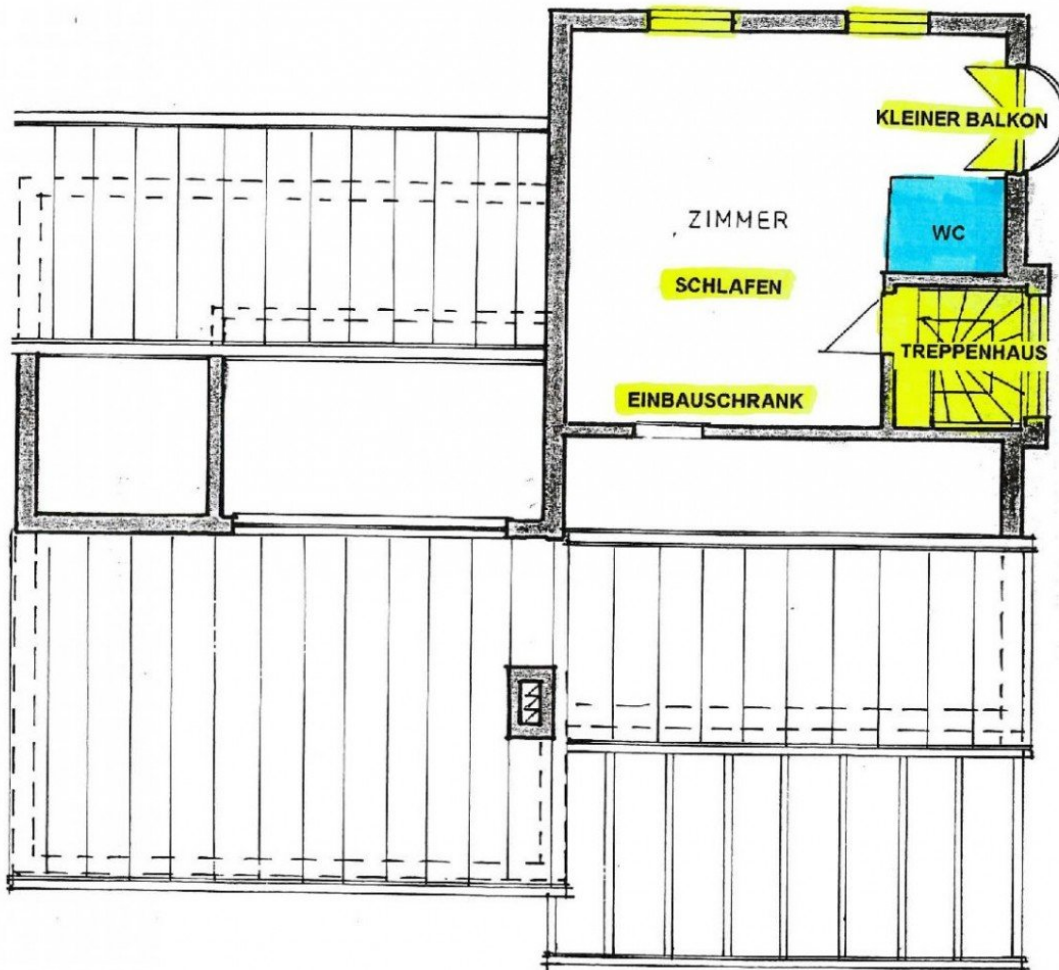 KLEINER BALKON
ZIMMER
WC
SCHLAFEN
TREPPENHAUS
EINBAUSCHRANK